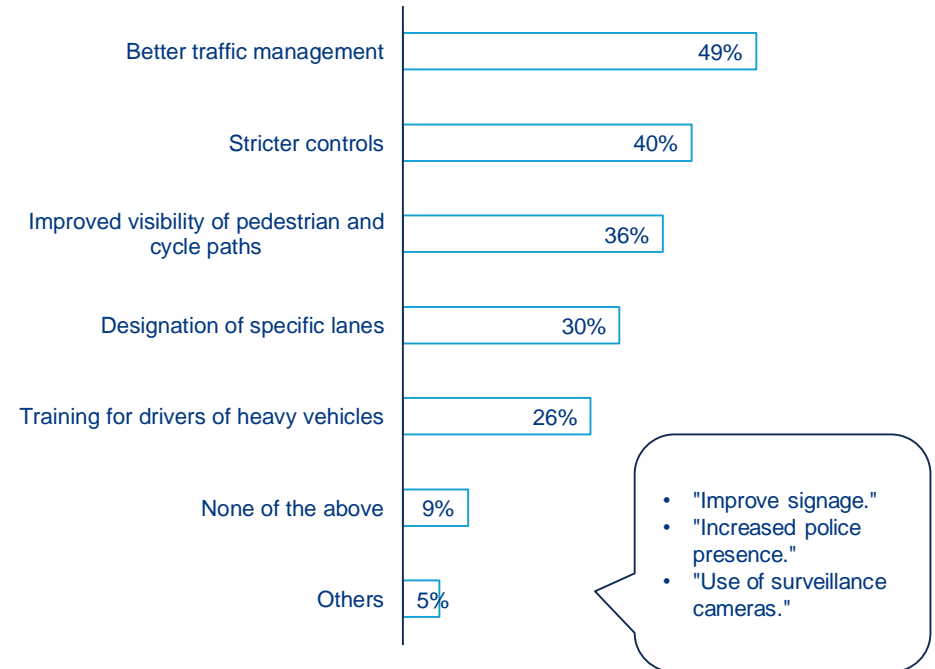 Better traffic management
49%
Stricter controls
40%
Improved visibility of pedestrian and
cycle paths
36%
Designation of specific lanes
30%
Training for drivers of heavy vehicles
26%
None of the above
9%
Others
5%
• "Improve signage."
• "Increased police
presence."
• "Use of surveillance
cameras."